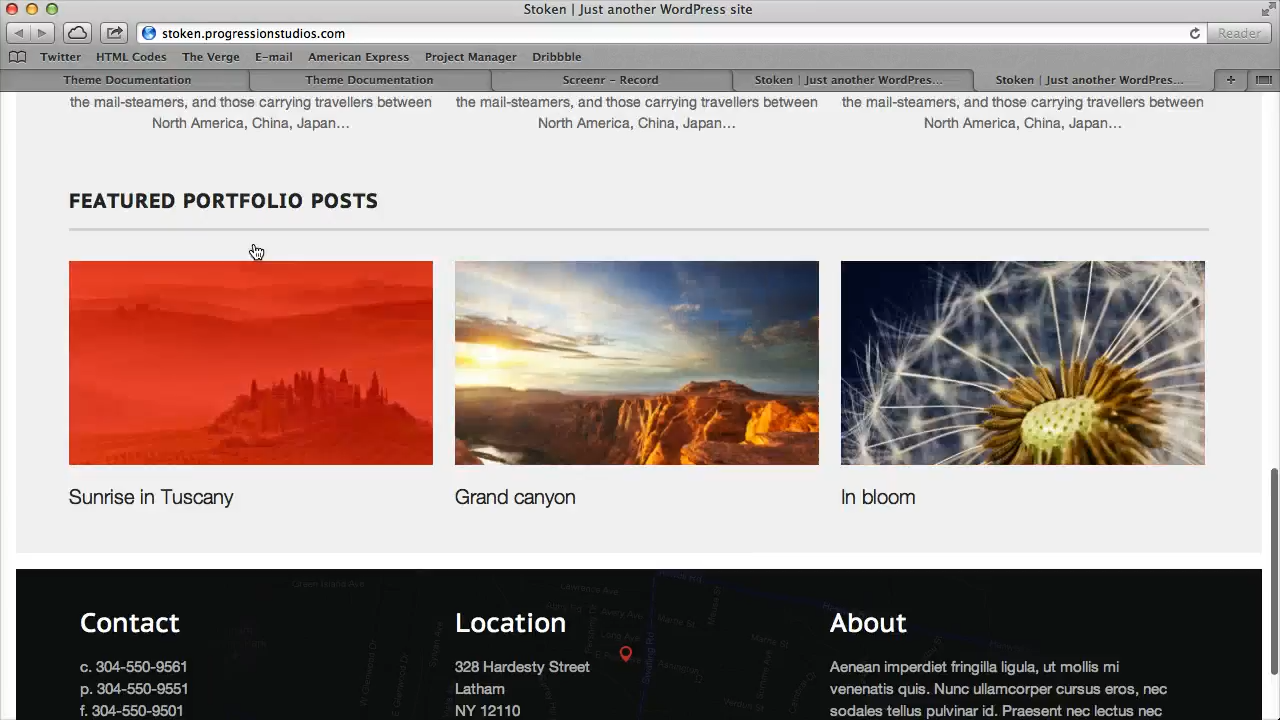 Stoken | Just another WordPress site
stoken.progressionstudios.com
Reader
Twitter HTML Codes The Verge E-mail American Express Project Manager Dribbble
Theme Documentation Theme Documentation Screenr - Record Stoken | Just another WordPres... Stoken | Just another WordPres... +
the mail-steamers, and those carrying travellers between
North America, China, Japan…
the mail-steamers, and those carrying travellers between
North America, China, Japan…
the mail-steamers, and those carrying travellers between
North America, China, Japan…
FEATURED PORTFOLIO POSTS
Sunrise in Tuscany
Grand canyon
In bloom
Contact
c. 304-550-9561
p. 304-550-9551
f. 304-550-9501
Location
328 Hardesty Street
Latham
NY 12110
About
Aenean imperdiet fringilla ligula, ut mollis mi
venenatis quis. Nunc ullamcorper cursus eros, nec
sodales tellus pulvinar id. Praesent nec lectus nec